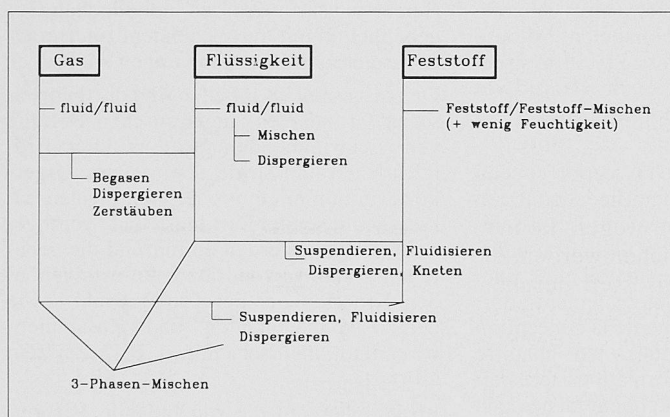 Gas
Flüssigkeit
Feststoff
fluid/fluid
fluid/fluid
Feststoff/Feststoff-Mischen
(+ wenig Feuchtigkeit)
Mischen
Dispergieren
Begasen
Dispergieren
Zerstäuben
Suspendieren, Fluidisieren
Dispergieren, Kneten
Suspendieren, Fluidisieren
Dispergieren
3-Phasen-Mischen